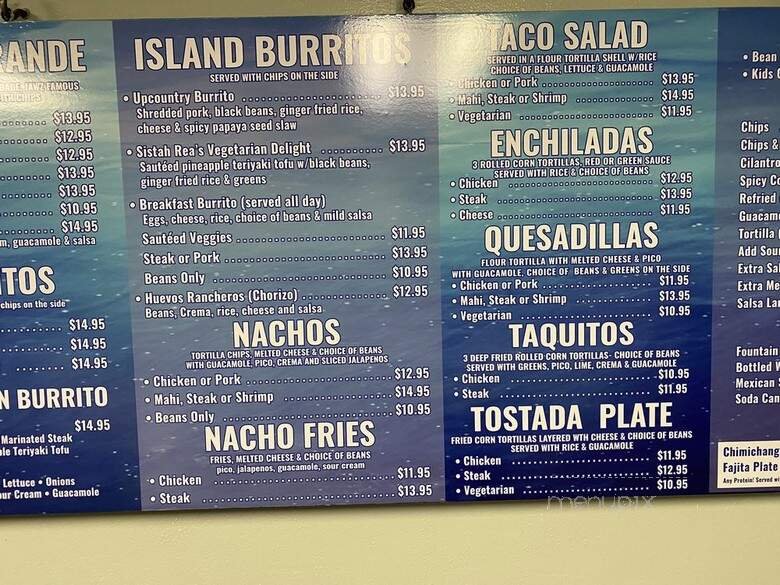 RANDE
FAMOUS
$13.95
$12.95
$12.95
$13.95
$13.95
$10.95
$14.95
guacamole & salsa
TOS
chips on the side
$14.95
$14.95
$14.95
N BURRITO
$14.95
Marinated Steak
Teriyaki Tofu
Lettuce • Onions
ur Cream • Guacamole
ISLAND BURRITOS
SERVED WITH CHIPS ON THE SIDE
• Upcountry Burrito $13.95
Shredded pork, black beans, ginger fried rice,
cheese & spicy papaya seed slaw
• Sistah Rea's Vegetarian Delight $13.95
Sautéed pineapple teriyaki tofu w/black beans,
ginger fried rice & greens
• Breakfast Burrito (served all day)
Eggs, cheese, rice, choice of beans & mild salsa
Sautéed Veggies $11.95
Steak or Pork $13.95
Beans Only $10.95
• Huevos Rancheros (Chorizo) $12.95
Beans, Crema, rice, cheese and salsa
NACHOS
TORTILLA CHIPS, MELTED CHEESE & CHOICE OF BEANS
WITH GUACAMOLE, PICO, CREMA AND SLICED JALAPENOS
• Chicken or Pork $12.95
• Mahi, Steak or Shrimp $14.95
• Beans Only $10.95
NACHO FRIES
FRIES, MELTED CHEESE & CHOICE OF BEANS
pico, jalapenos, guacamole, sour cream
• Chicken $11.95
• Steak $13.95
TACO SALAD
SERVED IN A FLOUR TORTILLA SHELL W/RICE
CHOICE OF BEANS, LETTUCE & GUACAMOLE
• Chicken or Pork $13.95
• Mahi, Steak or Shrimp $14.95
• Vegetarian $11.95
ENCHILADAS
3 ROLLED CORN TORTILLAS, RED OR GREEN SAUCE
SERVED WITH RICE & CHOICE OF BEANS
• Chicken $12.95
• Steak $13.95
• Cheese $11.95
QUESADILLAS
FLOUR TORTILLA WITH MELTED CHEESE & PICO
WITH GUACAMOLE, CHOICE OF BEANS & GREENS ON THE SIDE
• Chicken or Pork $11.95
• Mahi, Steak or Shrimp $13.95
• Vegetarian $10.95
TAQUITOS
3 DEEP FRIED ROLLED CORN TORTILLAS- CHOICE OF BEANS
SERVED WITH GREENS, PICO, LIME, CREMA & GUACAMOLE
• Chicken $10.95
• Steak $11.95
TOSTADA PLATE
FRIED CORN TORTILLAS LAYERED WTH CHEESE & CHOICE OF BEANS
SERVED WITH RICE & GUACAMOLE
• Chicken $11.95
• Steak $12.95
• Vegetarian $10.95
menupix
• Bean
• Kids
Chips
Chips &
Cilantro
Spicy Co
Refried
Guacam
Tortilla
Add Sou
Extra Sa
Extra Me
Salsa La
Fountain
Bottled W
Mexican
Soda Can
Chimichang
Fajita Plate
Any Protein! Served wi